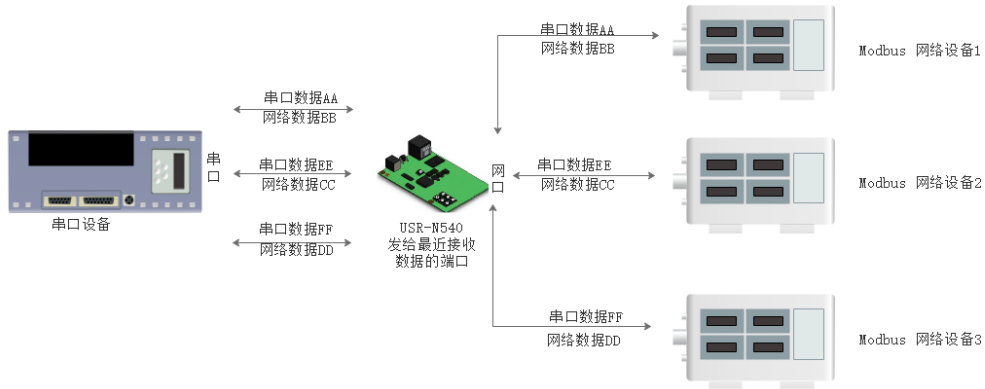 串口数据AA
网络数据BB
Modbus 网络设备1
串口数据AA
网络数据BB
串口
串口数据EE
网络数据CC
网口
串口数据EE
网络数据CC
Modbus 网络设备2
串口设备
串口数据FF
网络数据DD
USR-N540
发给最近接收
数据的端口
串口数据FF
网络数据DD
Modbus 网络设备3